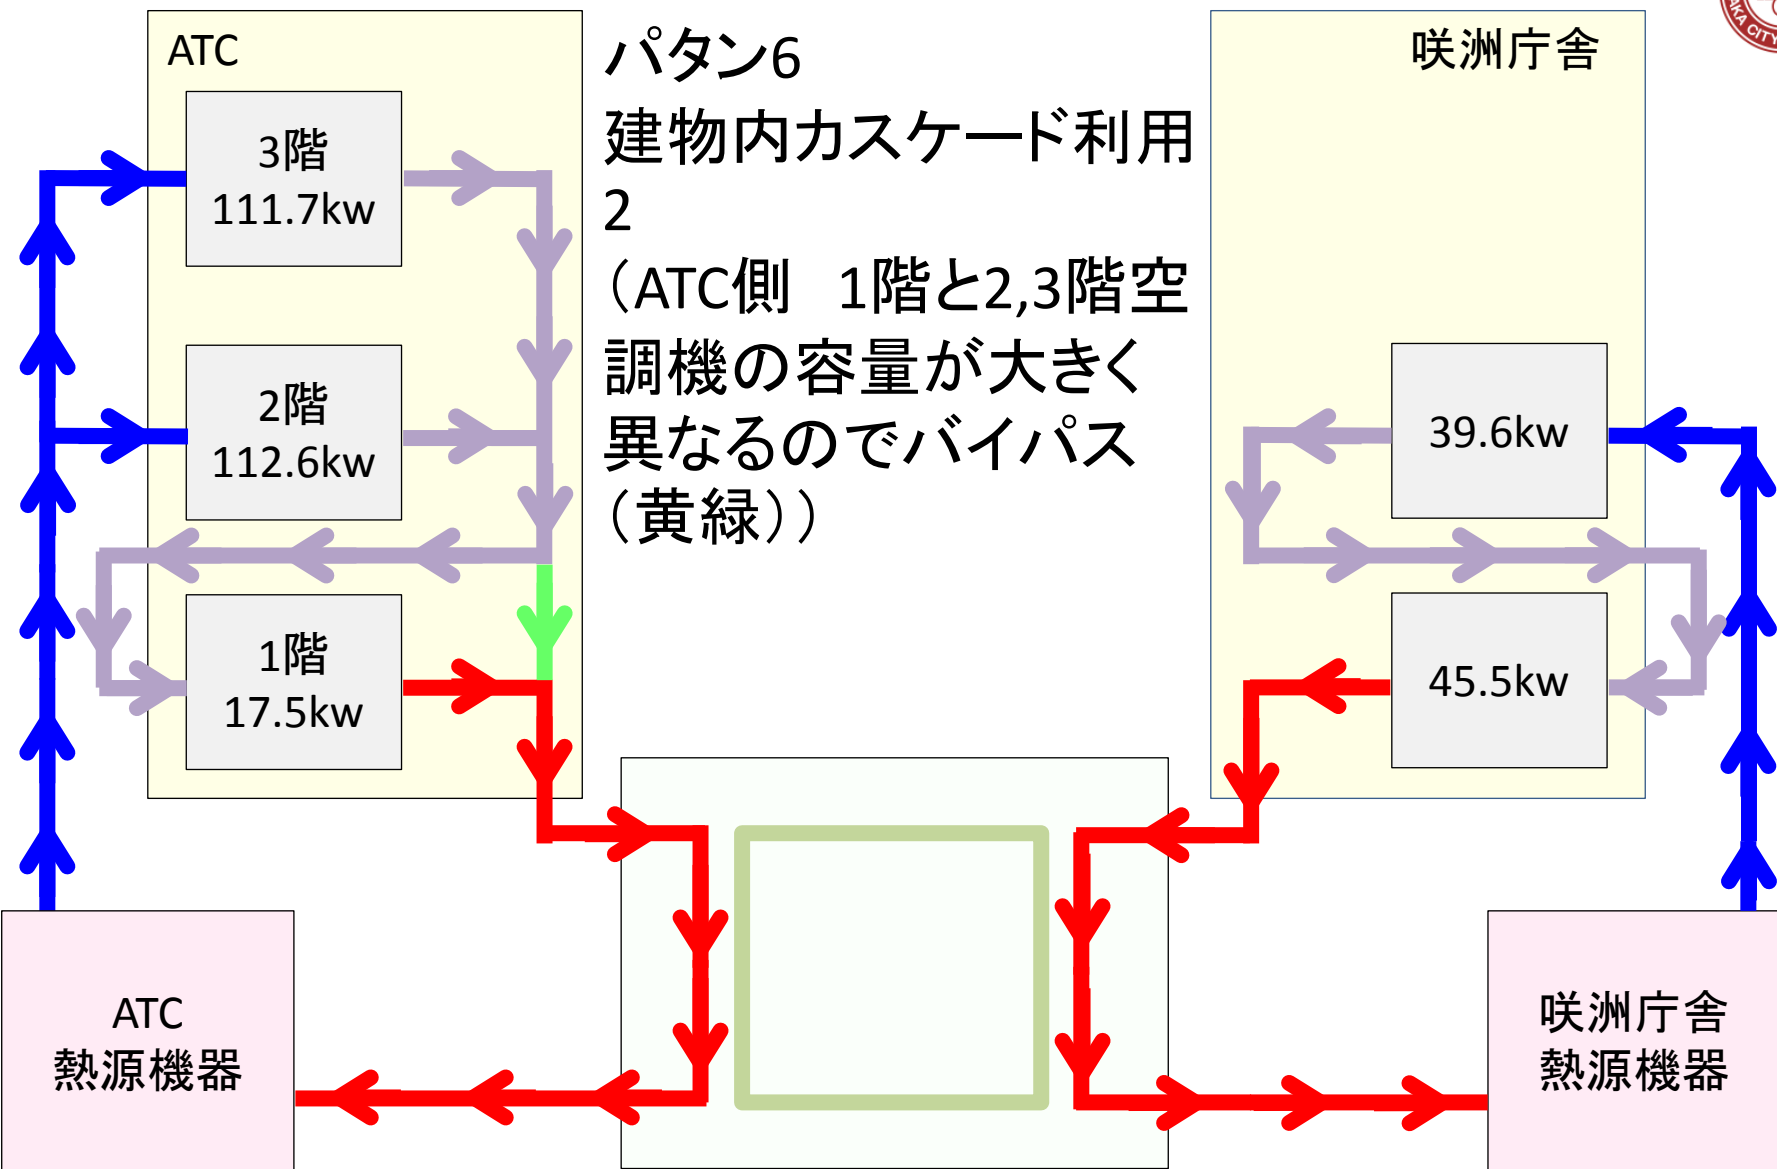 ATC
3階
111.7kw
2階
112.6kw
1階
17.5kw
パタン6
建物内カスケード利用
2
（ATC側　1階と2,3階空
調機の容量が大きく
異なるのでバイパス
（黄緑））
咲洲庁舎
39.6kw
45.5kw
ATC
熱源機器
咲洲庁舎
熱源機器